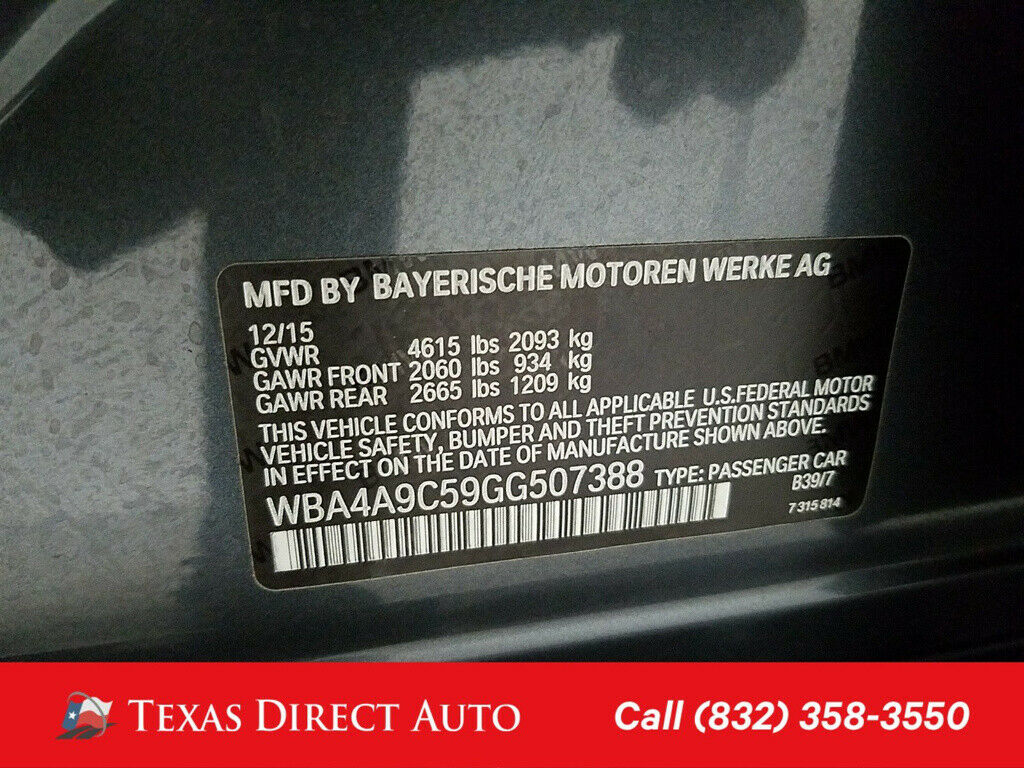 MFD BY BAYERISCHE MOTOREN WERKE AG
12/15
GVWR 4615 lbs 2093 kg
GAWR FRONT 2060 lbs 934 kg
GAWR REAR 2665 lbs 1209 kg
THIS VEHICLE CONFORMS TO ALL APPLICABLE U.S.FEDERAL MOTOR
VEHICLE SAFETY, BUMPER AND THEFT PREVENTION STANDARDS
IN EFFECT ON THE DATE OF MANUFACTURE SHOWN ABOVE.
WBA4A9C59GG507388 TYPE: PASSENGER CAR
B39/7
7315814
TEXAS DIRECT AUTO Call (832) 358-3550